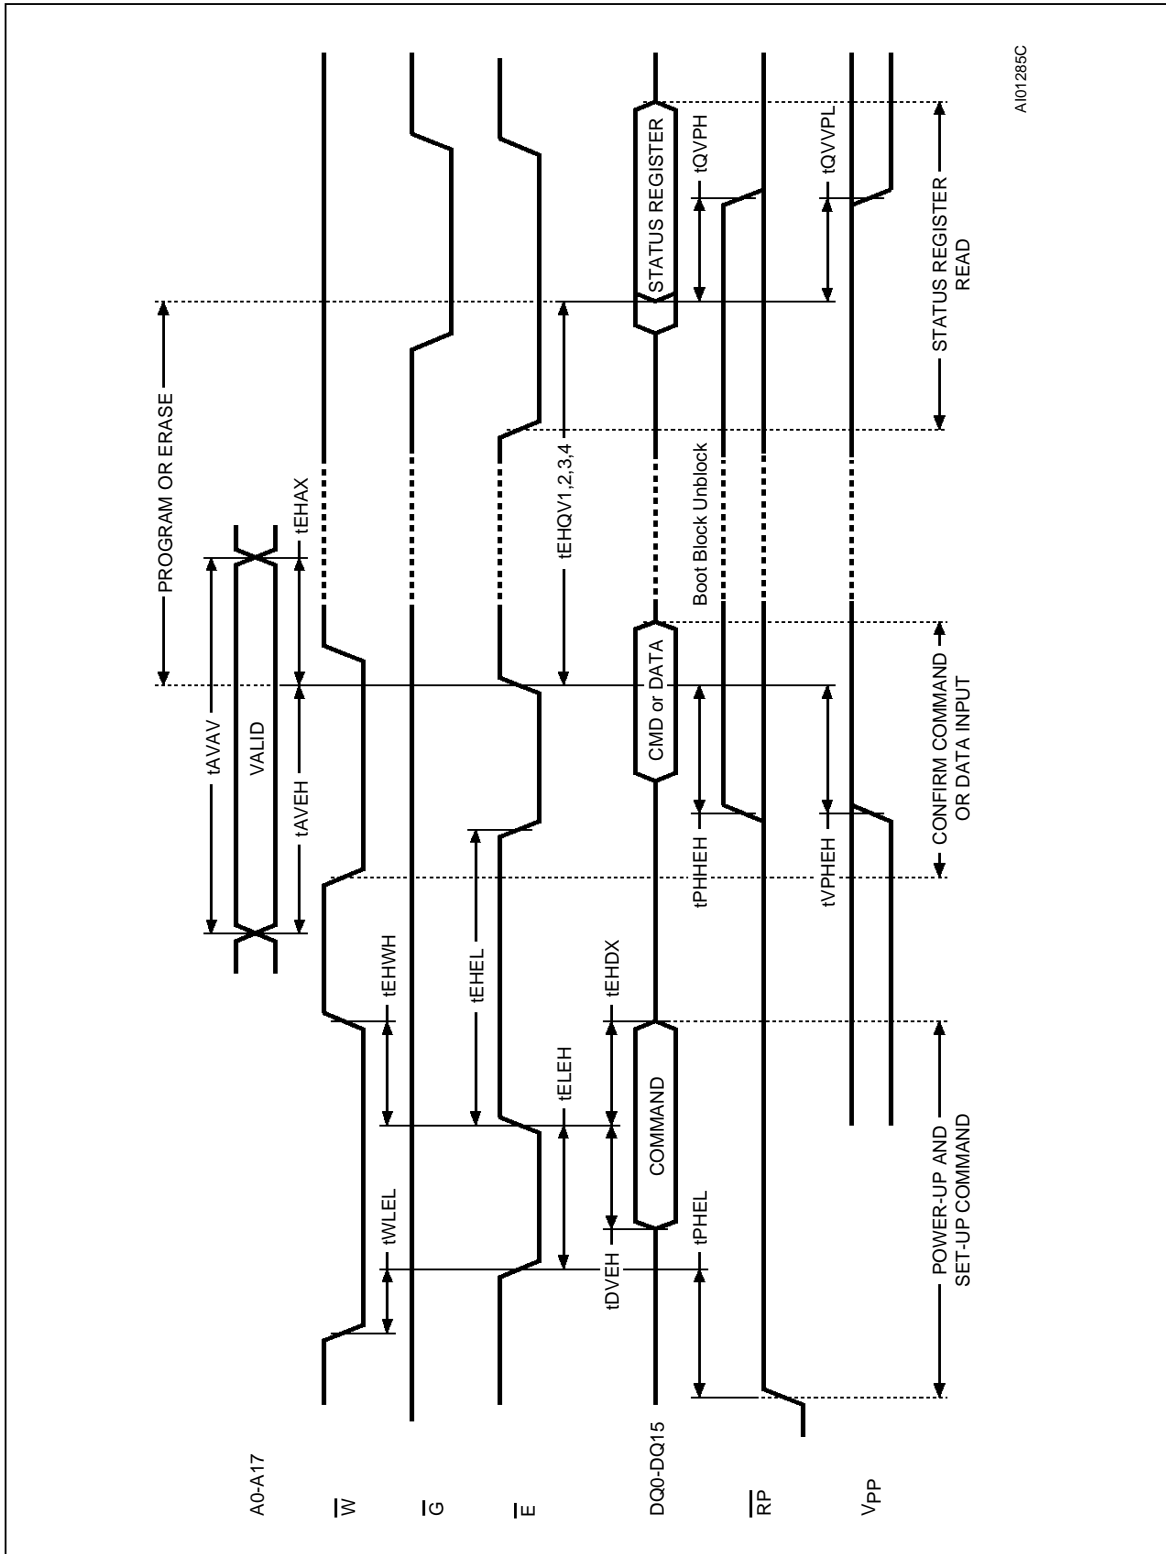 PROGRAM OR ERASE
tAVAV
A0-A17
VALID
tAVEH
tEHAX
W
tWLEL
tEHWH
G
tEHEL
E
tELEH
tEHQV1,2,3,4
tDVEH
tEHDX
DQ0-DQ15
COMMAND
CMD or DATA
STATUS REGISTER
tPHEL
tPHHEH
Boot Block Unblock
tQVPH
RP
tVPHEH
tQVVPL
VPP
POWER-UP AND
SET-UP COMMAND
CONFIRM COMMAND
OR DATA INPUT
STATUS REGISTER
READ
AI01285C